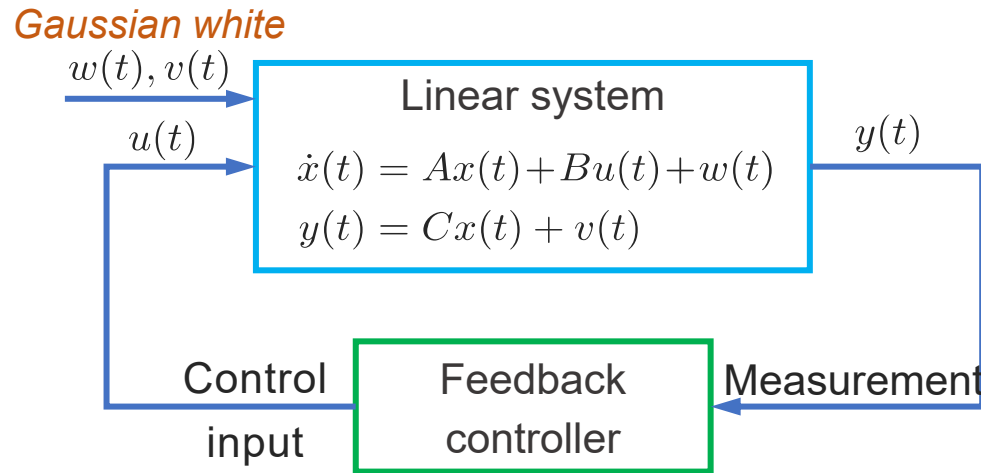 Gaussian white
w(t), v(t)
Linear system
u(t)
y(t)
ẋ(t) = Ax(t)+Bu(t)+w(t)
y(t) = Cx(t) + v(t)
Control
input
Feedback
controller
Measurement